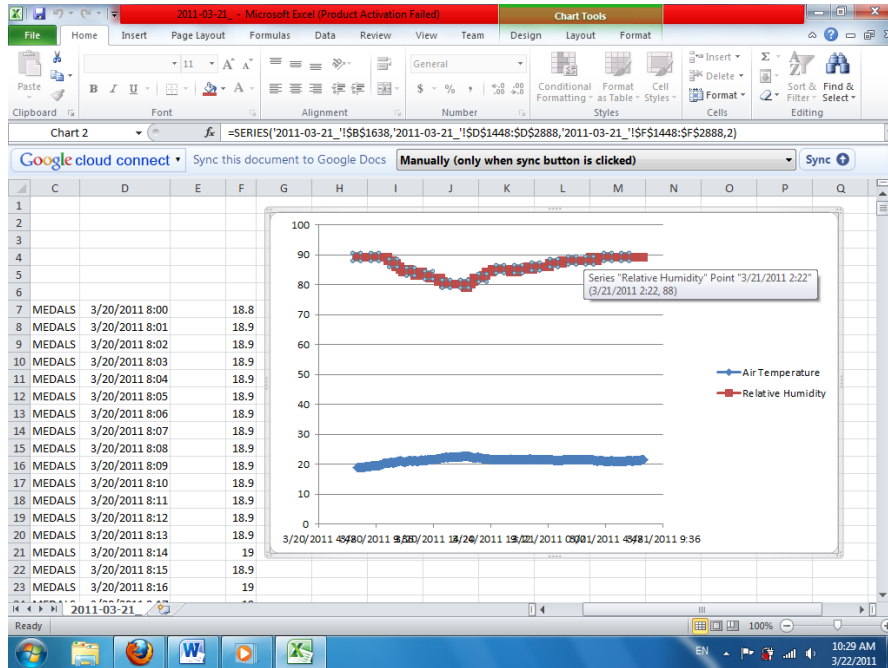 2011-03-21_ - Microsoft Excel (Product Activation Failed)
Chart Tools
File Home Insert Page Layout Formulas Data Review View Team Design Layout Format
Paste
11
General
Conditional Formatting
Format as Table
Cell Styles
Insert
Delete
Format
Sort & Filter
Find & Select
Clipboard Font Alignment Number Styles Cells Editing
Chart 2 fx =SERIES('2011-03-21_'!$B$1638,'2011-03-21_'!$D$1448:$D$2888,'2011-03-21_'!$F$1448:$F$2888,2)
Google cloud connect Sync this document to Google Docs Manually (only when sync button is clicked) Sync
C D E F G H I J K L M N O P Q
1
2
3
4
5
6
7 MEDALS 3/20/2011 8:00 18.8
8 MEDALS 3/20/2011 8:01 18.9
9 MEDALS 3/20/2011 8:02 18.9
10 MEDALS 3/20/2011 8:03 18.9
11 MEDALS 3/20/2011 8:04 18.9
12 MEDALS 3/20/2011 8:05 18.9
13 MEDALS 3/20/2011 8:06 18.9
14 MEDALS 3/20/2011 8:07 18.9
15 MEDALS 3/20/2011 8:08 18.9
16 MEDALS 3/20/2011 8:09 18.9
17 MEDALS 3/20/2011 8:10 18.9
18 MEDALS 3/20/2011 8:11 18.9
19 MEDALS 3/20/2011 8:12 18.9
20 MEDALS 3/20/2011 8:13 18.9
21 MEDALS 3/20/2011 8:14 19
22 MEDALS 3/20/2011 8:15 18.9
23 MEDALS 3/20/2011 8:16 19
100
90
80
70
60
50
40
30
20
10
0
Series "Relative Humidity" Point "3/21/2011 2:22"
(3/21/2011 2:22, 88)
Air Temperature
Relative Humidity
3/20/2011 9:36
2011-03-21_
Ready 100%
EN 10:29 AM
3/22/2011